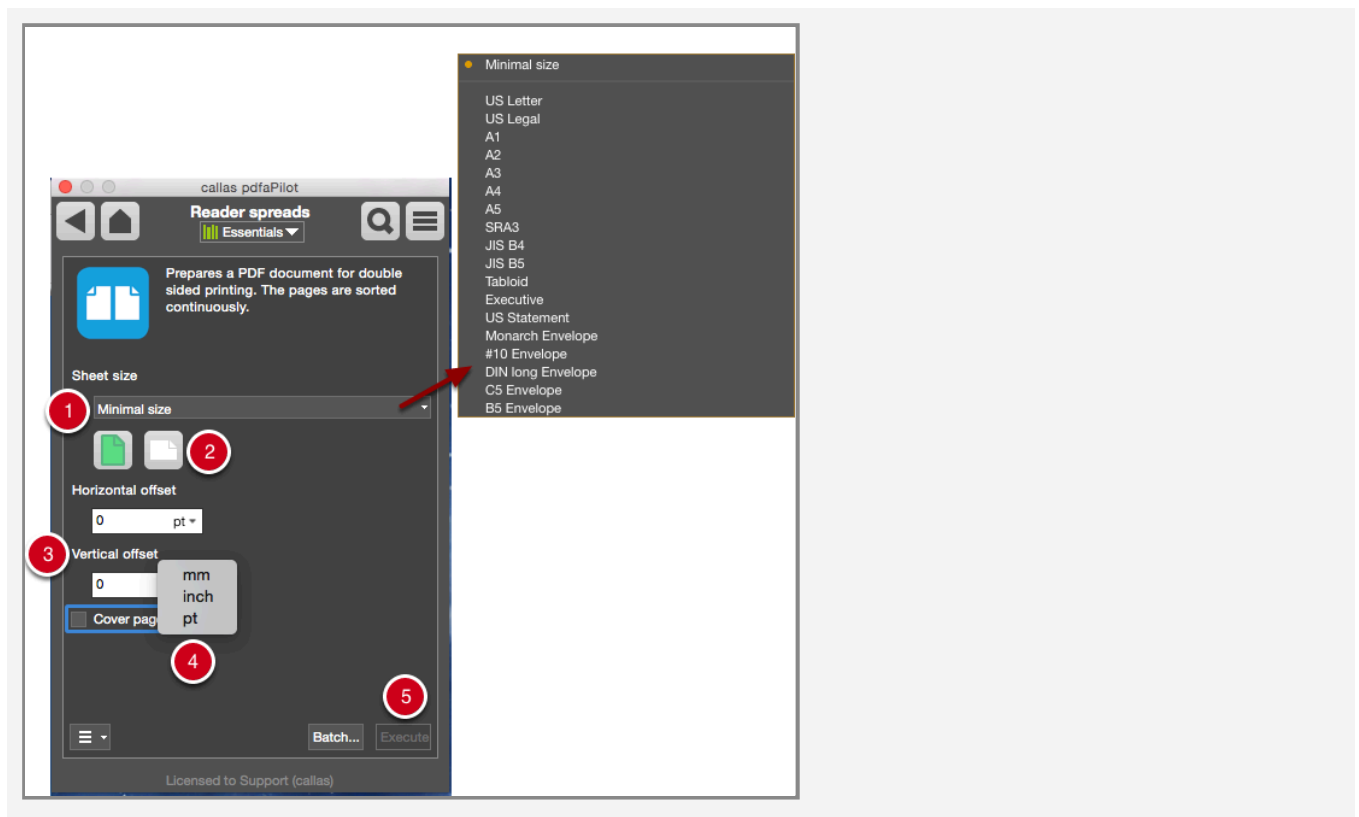 Minimal size
US Letter
US Legal
A1
A2
A3
A4
A5
SRA3
JIS B4
JIS B5
Tabloid
Executive
US Statement
Monarch Envelope
#10 Envelope
DIN long Envelope
C5 Envelope
B5 Envelope
callas pdfaPilot
Reader spreads
Essentials
Prepares a PDF document for double
sided printing. The pages are sorted
continuously.
Sheet size
1
Minimal size
2
Horizontal offset
0 pt
3
Vertical offset
0
mm
inch
pt
Cover pag
4
5
Batch... Execute
Licensed to Support (callas)